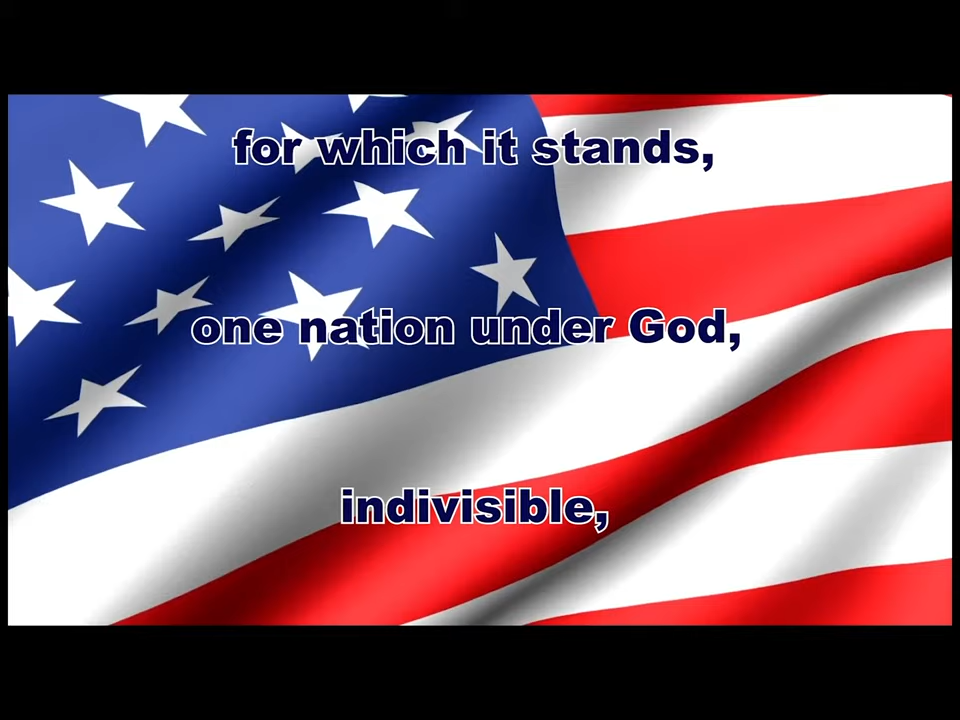 for which it stands,
one nation under God,
indivisible,